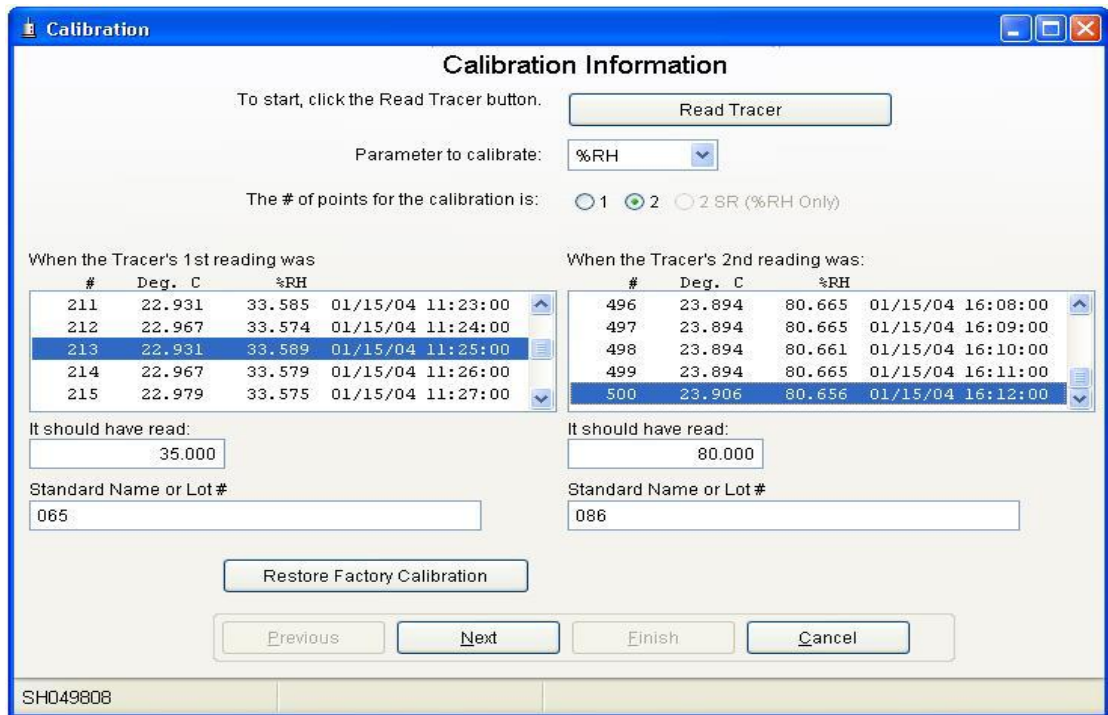 Calibration
Calibration Information
To start, click the Read Tracer button.
Read Tracer
Parameter to calibrate:
%RH
The # of points for the calibration is:
1 2 2 SR (%RH Only)
When the Tracer's 1st reading was
# Deg. C %RH
211 22.931 33.585 01/15/04 11:23:00
212 22.967 33.574 01/15/04 11:24:00
213 22.931 33.589 01/15/04 11:25:00
214 22.967 33.579 01/15/04 11:26:00
215 22.979 33.575 01/15/04 11:27:00
It should have read:
35.000
Standard Name or Lot #
065
When the Tracer's 2nd reading was:
# Deg. C %RH
496 23.894 80.665 01/15/04 16:08:00
497 23.894 80.665 01/15/04 16:09:00
498 23.894 80.661 01/15/04 16:10:00
499 23.894 80.665 01/15/04 16:11:00
500 23.906 80.656 01/15/04 16:12:00
It should have read:
80.000
Standard Name or Lot #
086
Restore Factory Calibration
Previous
Next
Finish
Cancel
SH049808